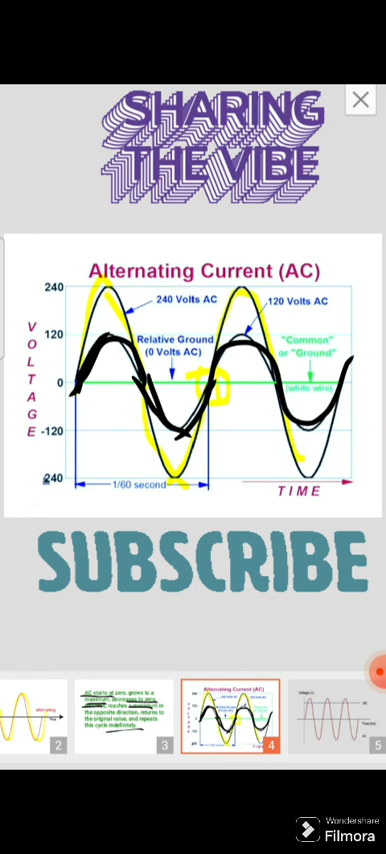 SHARING
THE VIBE
Alternating Current (AC)
240
240 Volts AC
120 Volts AC
VOLTAGE
120
Relative Ground
(0 Volts AC)
"Common"
or "Ground"
0
(white wire)
-120
240
1/60 second
TIME
SUBSCRIBE
alternating
Time
2
AC starts at zero, grows to a
maximum, decreases to zero,
reaches a maximum in
the opposite direction, returns to
the original value, and repeats
this cycle indefinitely
3
Alternating Current (AC)
4
5
Wondershare
Filmora